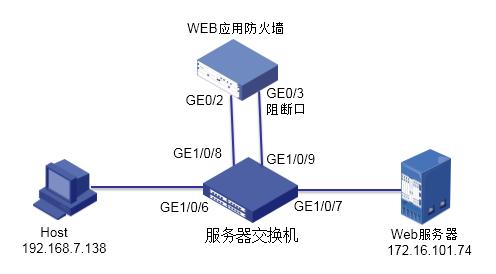 WEB应用防火墙
GE0/2
GE0/3
阻断口
GE1/0/8
GE1/0/9
GE1/0/6
GE1/0/7
服务器交换机
Host
192.168.7.138
Web服务器
172.16.101.74